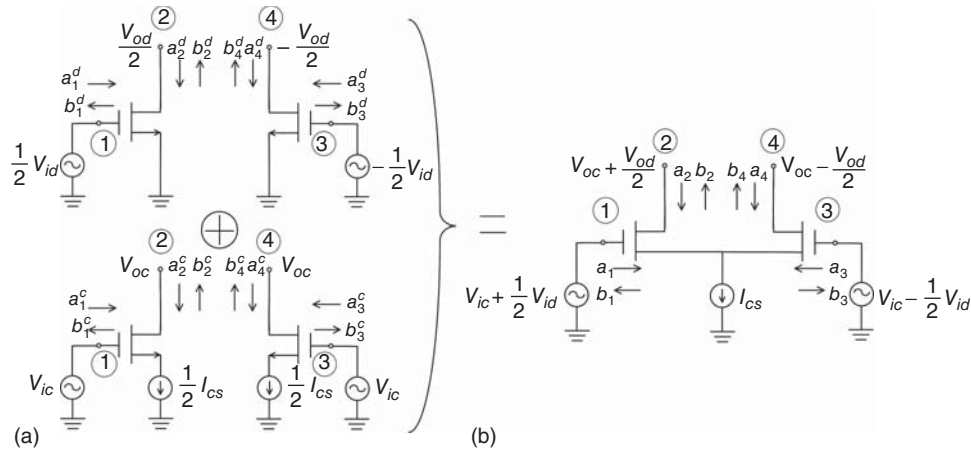 ② ④
V_od/2 a_2^d b_2^d b_4^d a_4^d – V_od/2
a_1^d a_3^d
b_1^d b_3^d
① ③
1/2 V_id – 1/2 V_id
② ④
V_oc a_2^c b_2^c b_4^c a_4^c V_oc
a_1^c a_3^c
b_1^c b_3^c
① ③
V_ic 1/2 I_cs 1/2 I_cs V_ic
(a)
② ④
V_oc + V_od/2 a_2 b_2 b_4 a_4 V_oc – V_od/2
① ③
a_1 a_3
V_ic + 1/2 V_id b_1 I_cs b_3 V_ic – 1/2 V_id
(b)